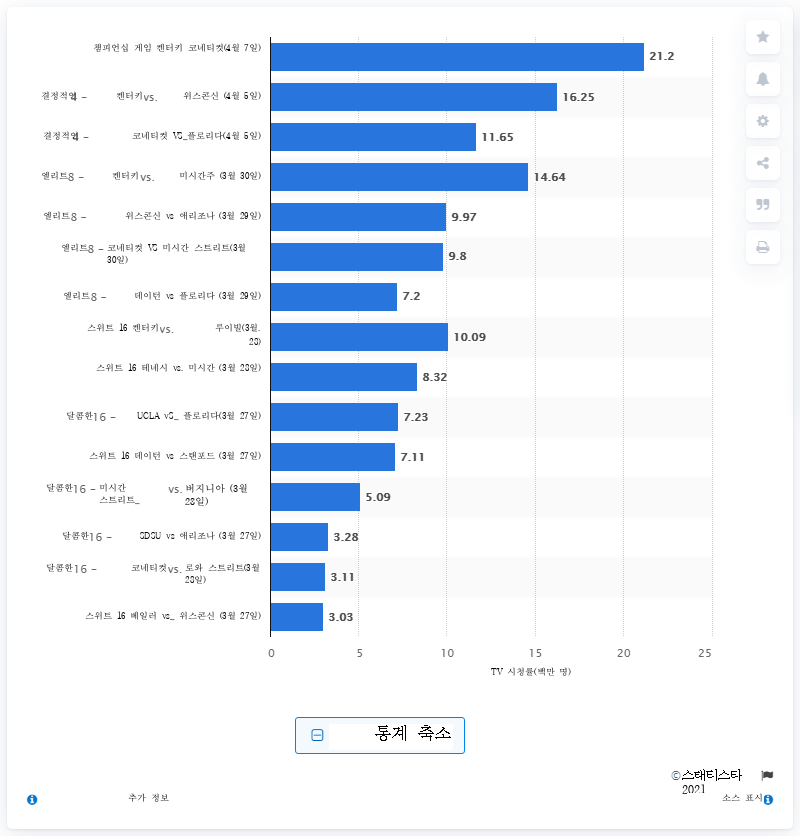 챔피언십 게임 켄터키 코네티컷(4월 7일)
21.2
결정적엌4 – 켄터키vs. 위스콘신 (4월 5일)
16.25
결정적엌4 – 코네티컷 VS_플로리다(4월 5일)
11.65
엘리트8 – 켄터키vs. 미시간주 (3월 30일)
14.64
엘리트8 – 위스콘신 vs 애리조나 (3월 29일)
9.97
엘리트8 – 코네티컷 VS 미시간 스트리트(3월
30일)
9.8
엘리트8 – 데이턴 vs 플로리다 (3월 29일)
7.2
스위트 16 켄터키vs. 루이빌(3월.
28)
10.09
스위트 16 테네시 vs. 미시간 (3월 28일)
8.32
달콤한16 – UCLA vS_ 플로리다(3월 27일)
7.23
스위트 16 데이턴 vs 스탠포드 (3월 27일)
7.11
달콤한16 – 미시간 vs. 버지니아 (3월
스트리트_ 28일)
5.09
달콤한16 – SDSU vs 애리조나 (3월 27일)
3.28
달콤한16 – 코네티컷vs. 로와 스트리트(3월
28일)
3.11
스위트 16 베일러 vs_ 위스콘신 (3월 27일)
3.03
0 5 10 15 20 25
TV 시청률(백만 명)
통계 축소
©스태티스타
2021
추가 정보
소스 표시